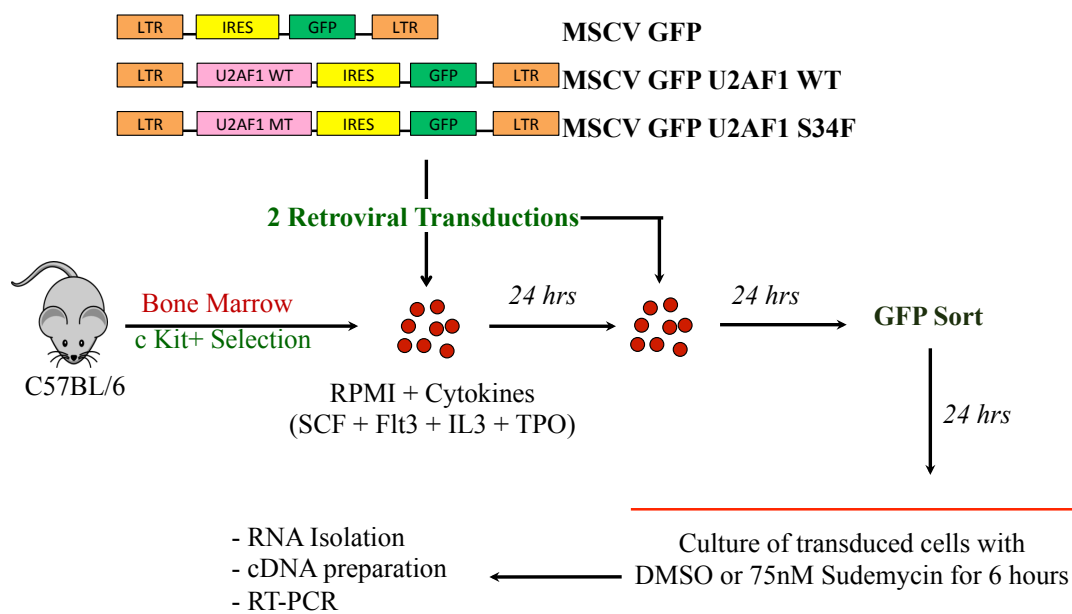 LTR IRES GFP LTR MSCV GFP
LTR U2AF1 WT IRES GFP LTR MSCV GFP U2AF1 WT
LTR U2AF1 MT IRES GFP LTR MSCV GFP U2AF1 S34F
2 Retroviral Transductions
Bone Marrow
c Kit+ Selection
C57BL/6
24 hrs
24 hrs
GFP Sort
RPMI + Cytokines
(SCF + Flt3 + IL3 + TPO)
24 hrs
Culture of transduced cells with
DMSO or 75nM Sudemycin for 6 hours
- RNA Isolation
- cDNA preparation
- RT-PCR